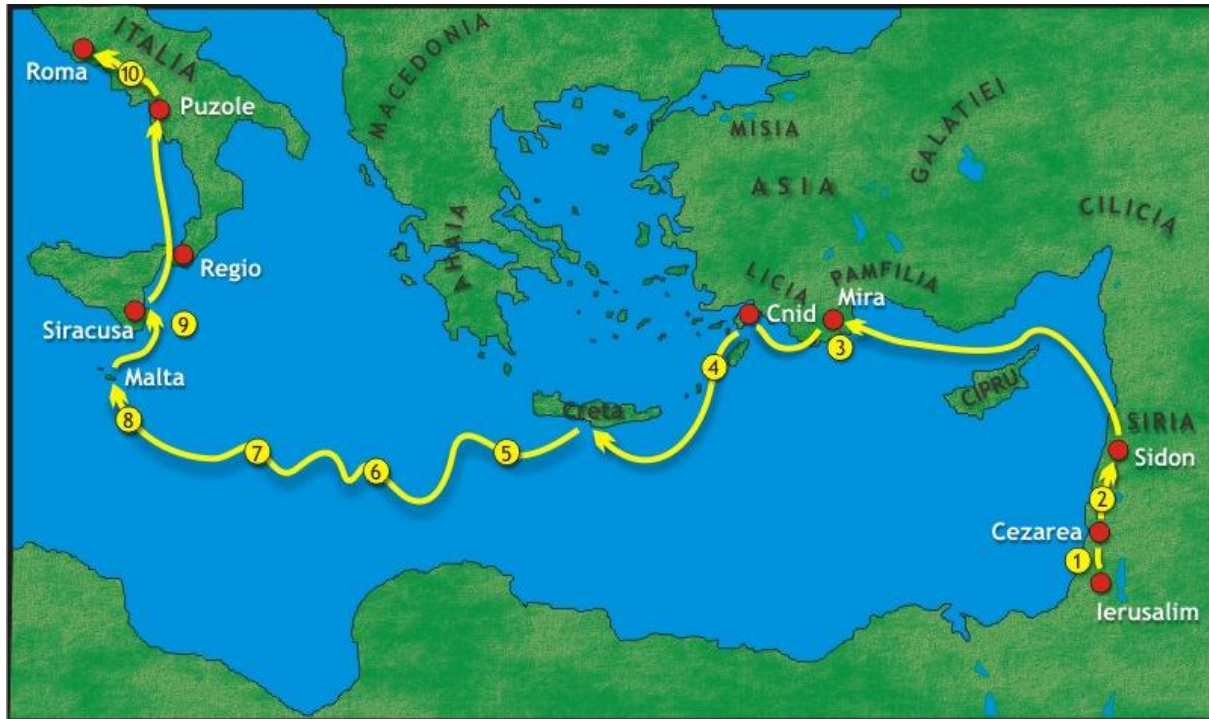 ITALIA
Roma
10
Puzole
MACEDONIA
MISIA
GALATIEI
ASIA
CILICIA
AHAIA
Regio
LICIA
PAMFILIA
Mira
Cnid
Siracusa
9
3
Malta
4
CIPRU
Creta
8
SIRIA
7
5
Sidon
6
2
Cezarea
1
Ierusalim